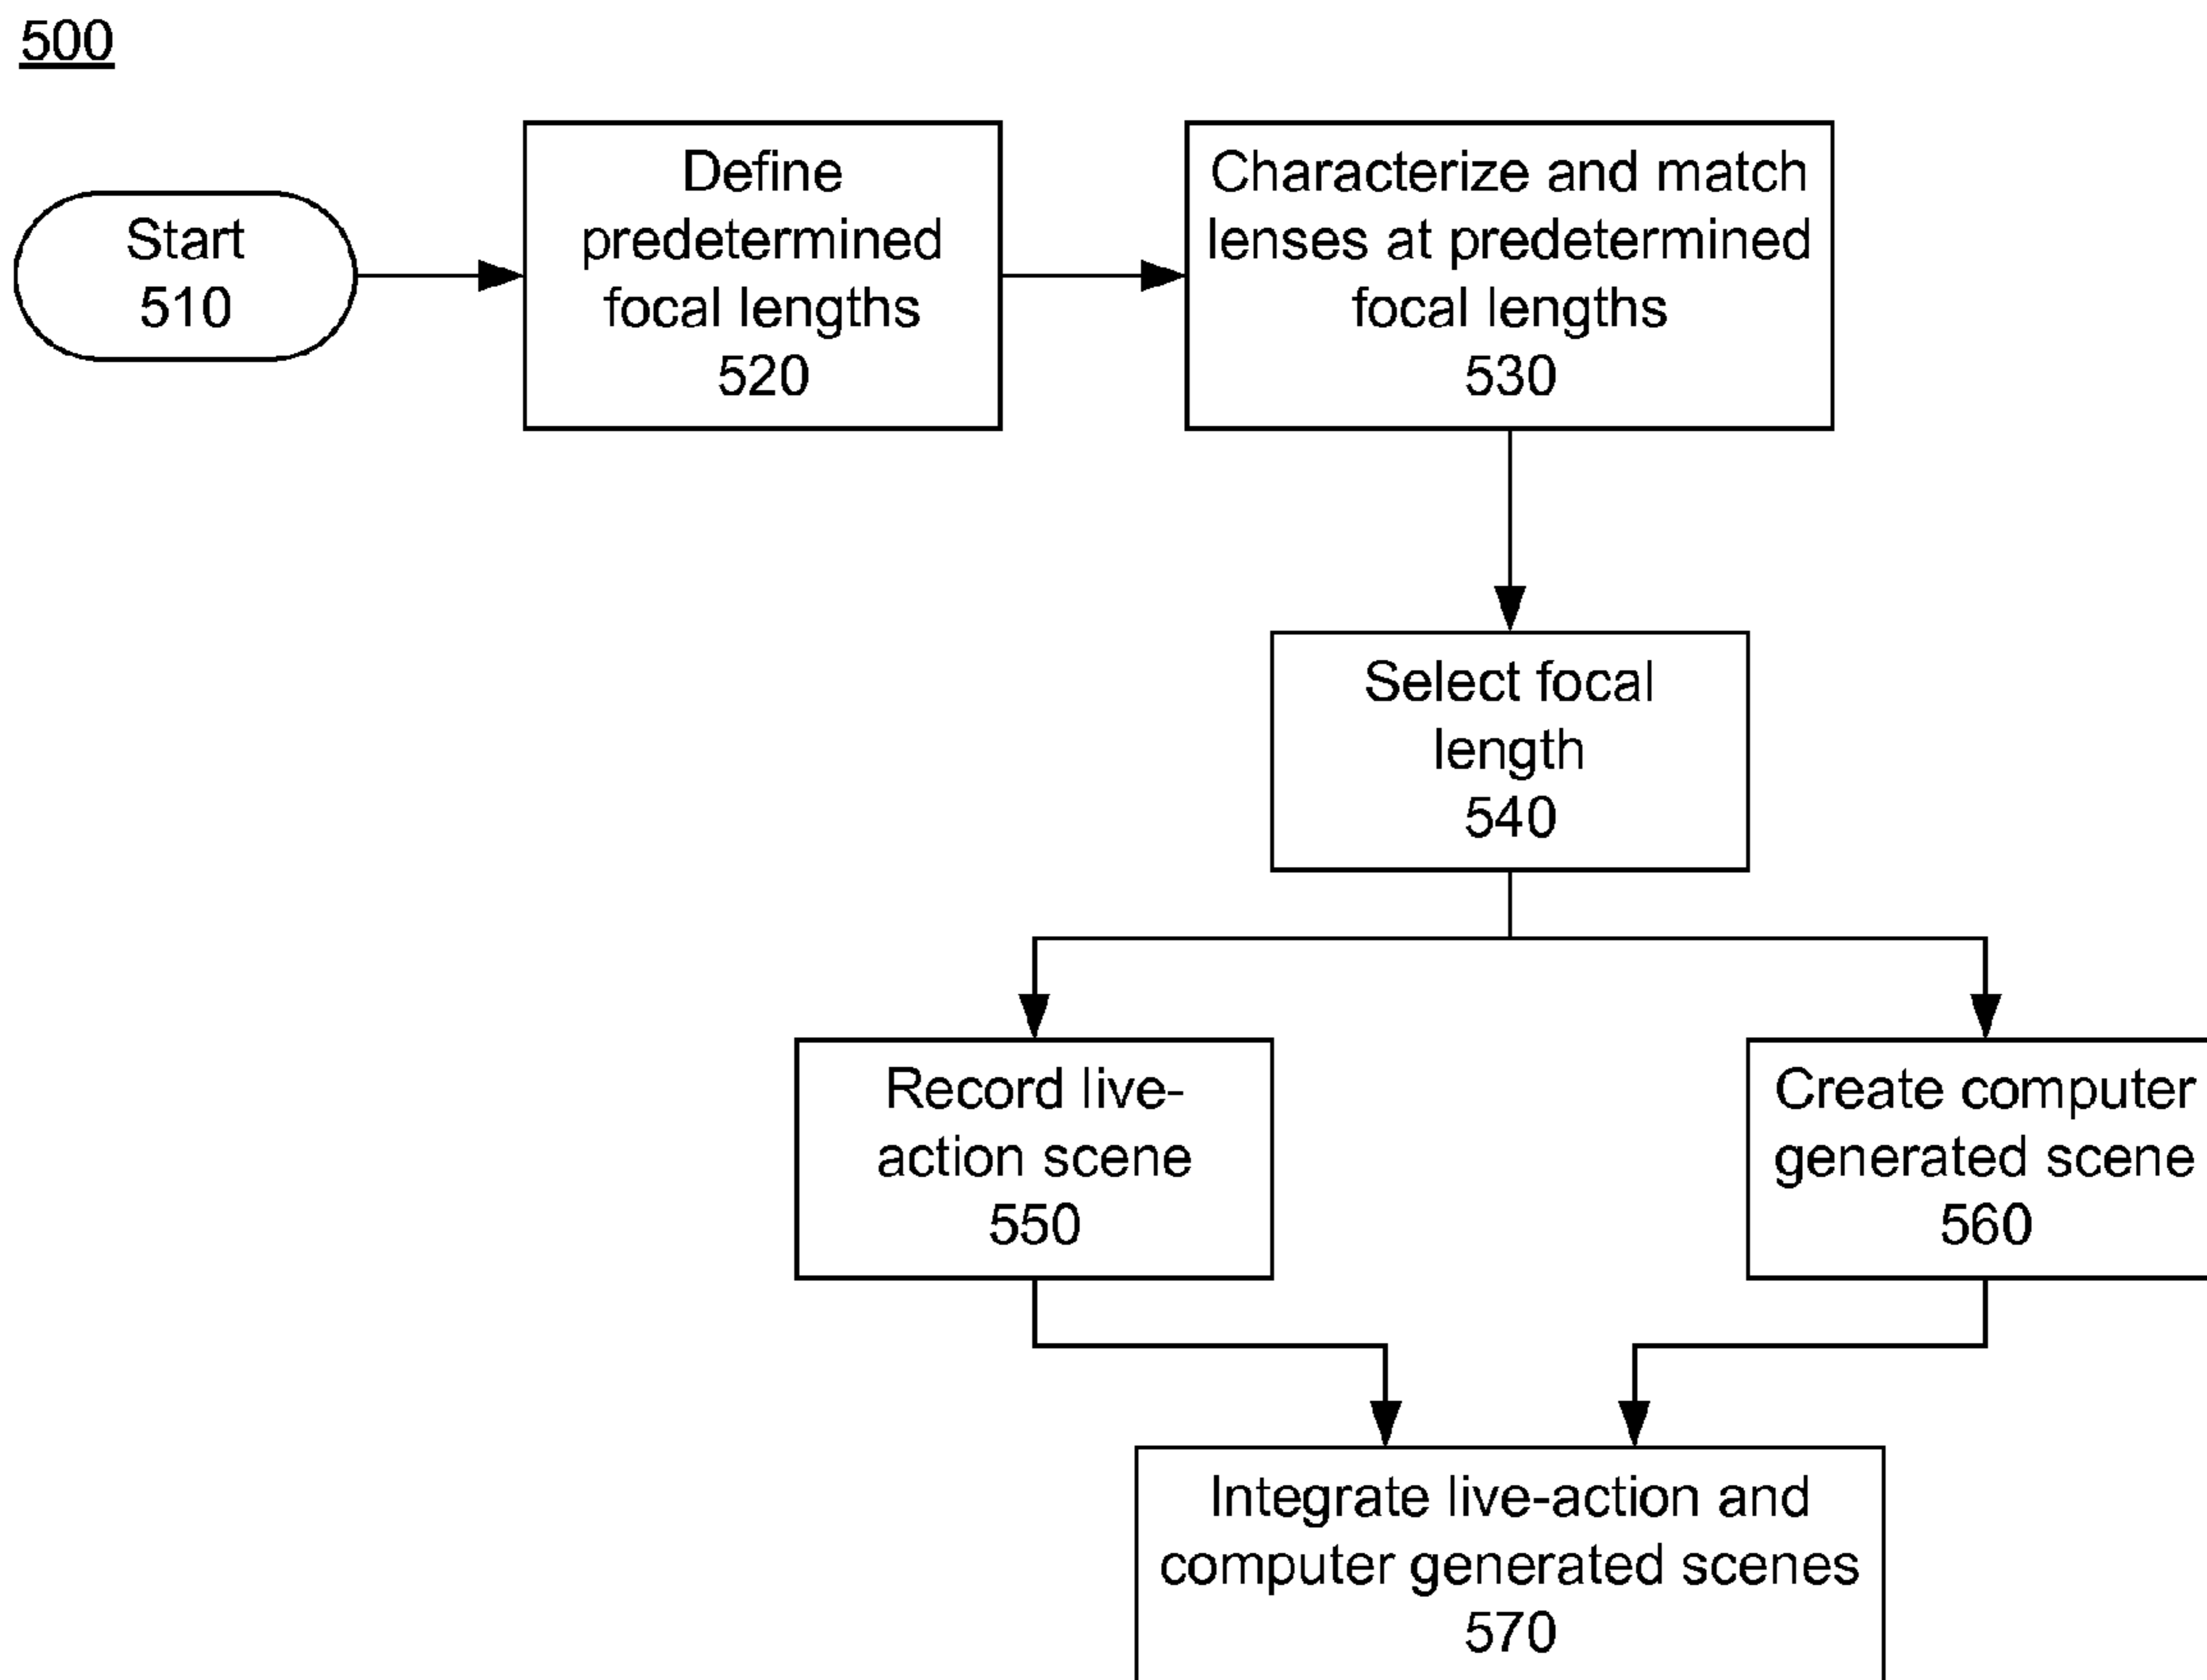 500
Start
510
Define
predetermined
focal lengths
520
Characterize and match
lenses at predetermined
focal lengths
530
Select focal
length
540
Record live-
action scene
550
Create computer
generated scene
560
Integrate live-action and
computer generated scenes
570